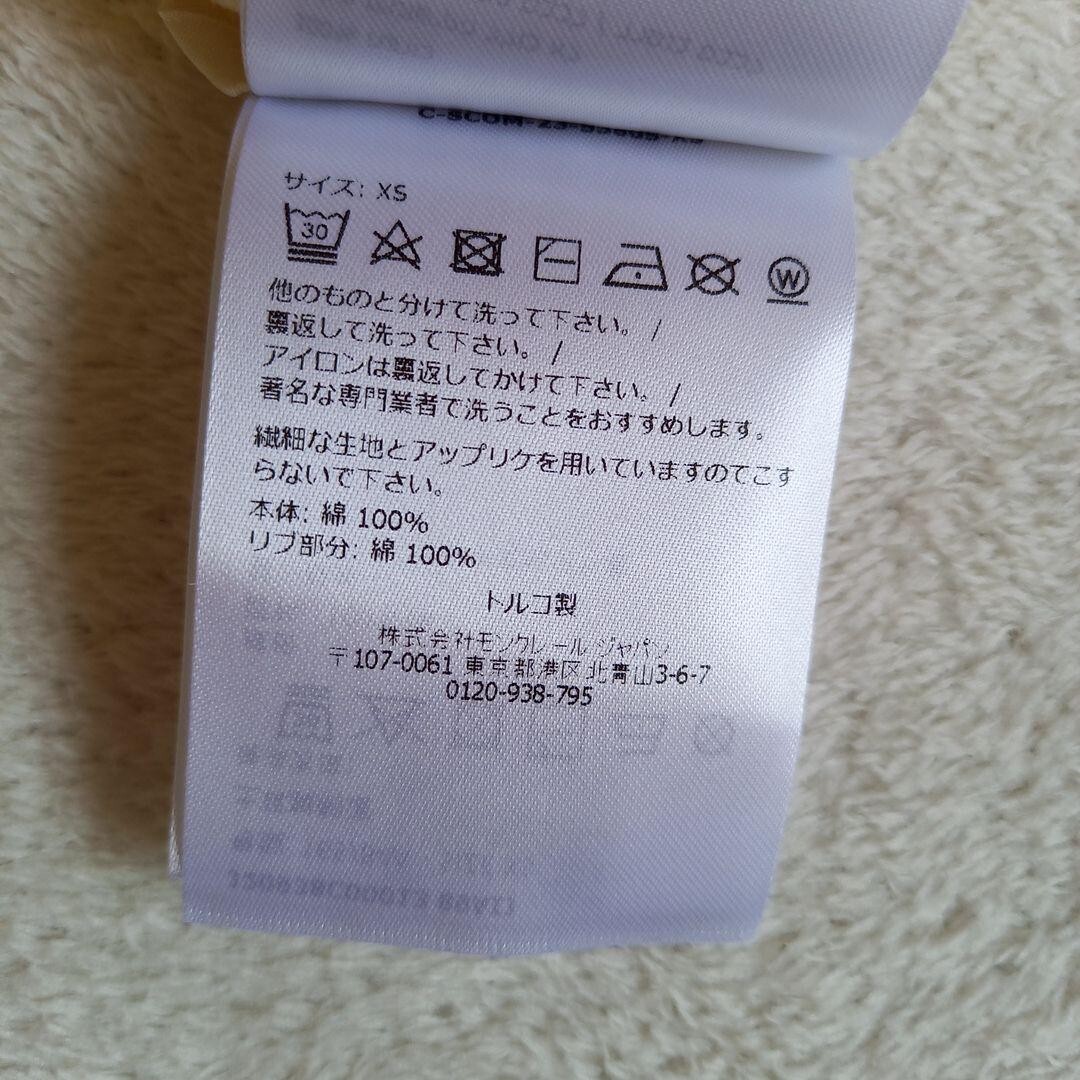 サイズ: XS
30
W
他のものと分けて洗って下さい。 /
裏返して洗って下さい。 /
アイロンは裏返してかけて下さい。 /
著名な専門業者で洗うことをおすすめします。
繊細な生地とアップリケを用いていますのでこす
らないで下さい。
本体: 綿 100%
リブ部分: 綿 100%
トルコ製
株式会社モンクレール ジャパン
〒107-0061 東京都港区北青山3-6-7
0120-938-795